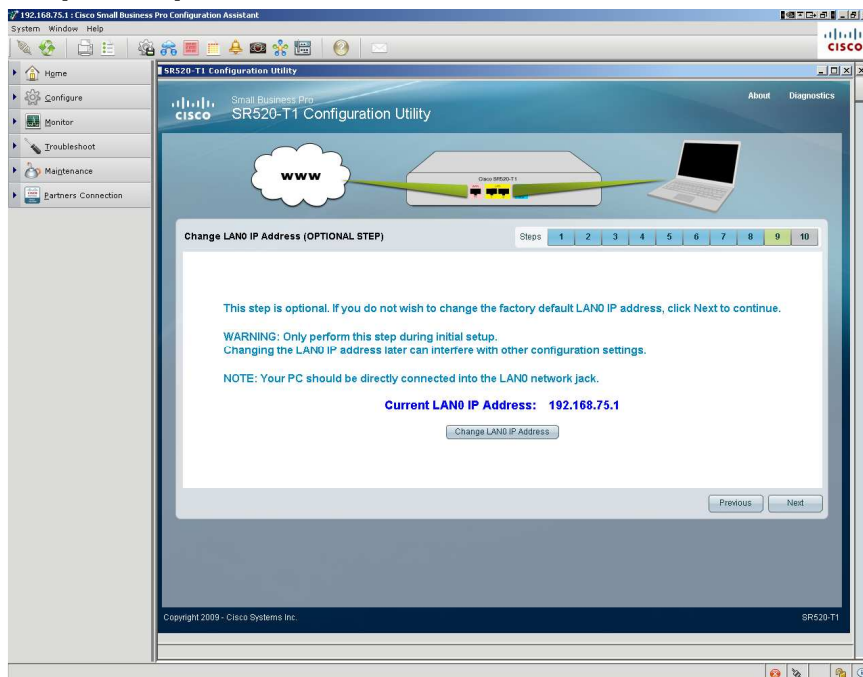 192.168.75.1 : Cisco Small Business Pro Configuration Assistant
System Window Help
CISCO
Home
Configure
Monitor
Troubleshoot
Maintenance
Partners Connection
SR520-T1 Configuration Utility
About Diagnostics
CISCO
Small Business Pro
SR520-T1 Configuration Utility
www
Cisco SR520-T1
Change LAN0 IP Address (OPTIONAL STEP)
Steps 1 2 3 4 5 6 7 8 9 10
This step is optional. If you do not wish to change the factory default LAN0 IP address, click Next to continue.
WARNING: Only perform this step during initial setup.
Changing the LAN0 IP address later can interfere with other configuration settings.
NOTE: Your PC should be directly connected into the LAN0 network jack.
Current LAN0 IP Address: 192.168.75.1
Change LAN0 IP Address
Previous Next
Copyright 2009 - Cisco Systems Inc.
SR520-T1